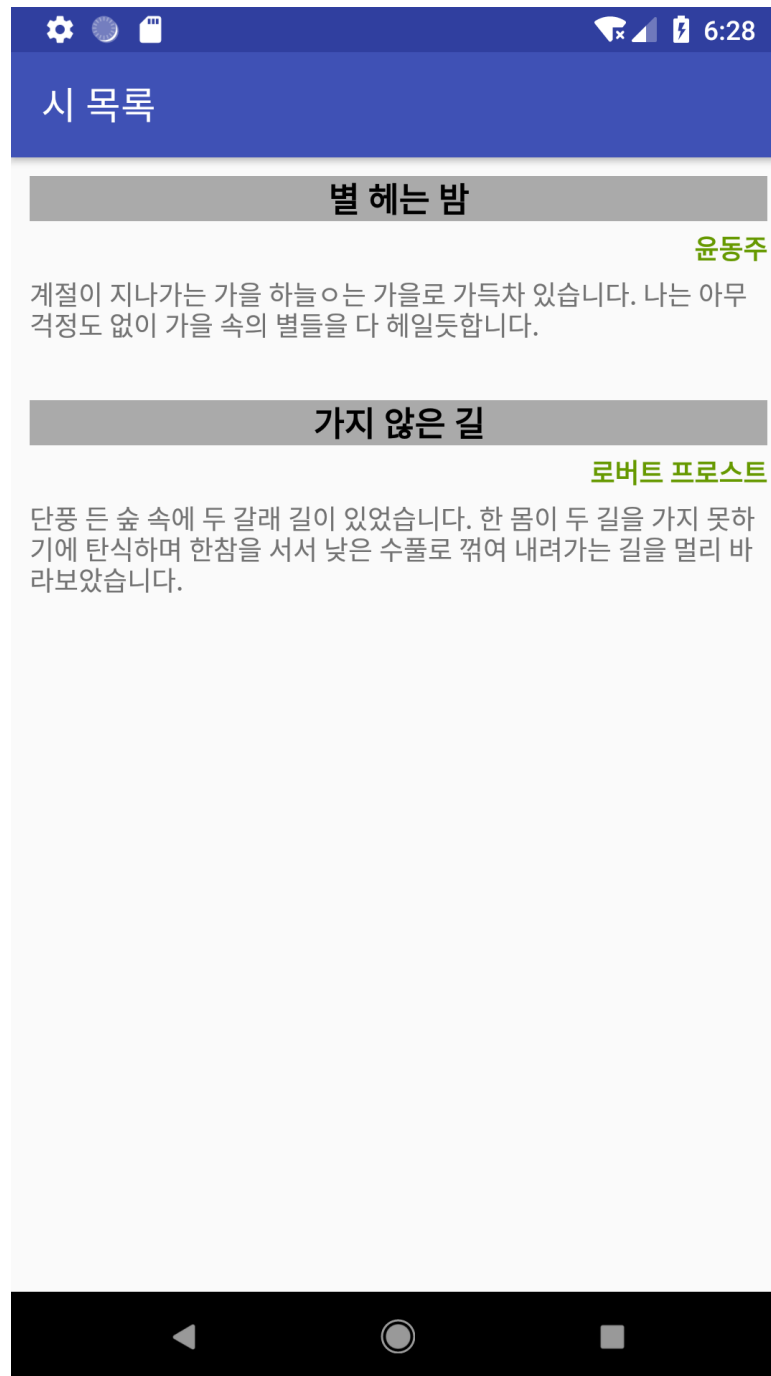 6:28
시 목록
별 헤는 밤
윤동주
계절이 지나가는 가을 하늘ㅇ는 가을로 가득차 있습니다. 나는 아무
걱정도 없이 가을 속의 별들을 다 헤일듯합니다.
가지 않은 길
로버트 프로스트
단풍 든 숲 속에 두 갈래 길이 있었습니다. 한 몸이 두 길을 가지 못하
기에 탄식하며 한참을 서서 낮은 수풀로 꺾여 내려가는 길을 멀리 바
라보았습니다.